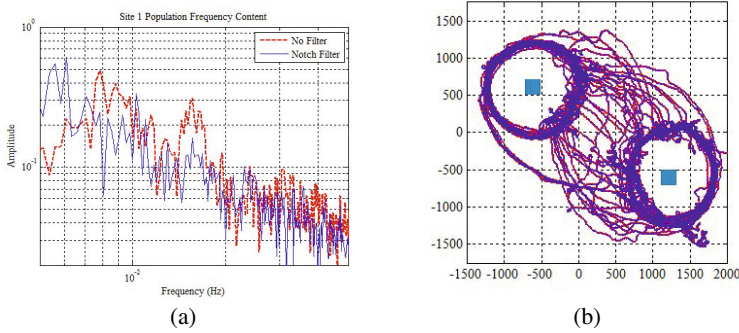 Site 1 Population Frequency Content
10^0
No Filter
Notch Filter
Amplitude
10^-1
10^-2
Frequency (Hz)
(a)
1500
1000
500
0
-500
-1000
-1500
-1500 -1000 -500 0 500 1000 1500 2000
(b)